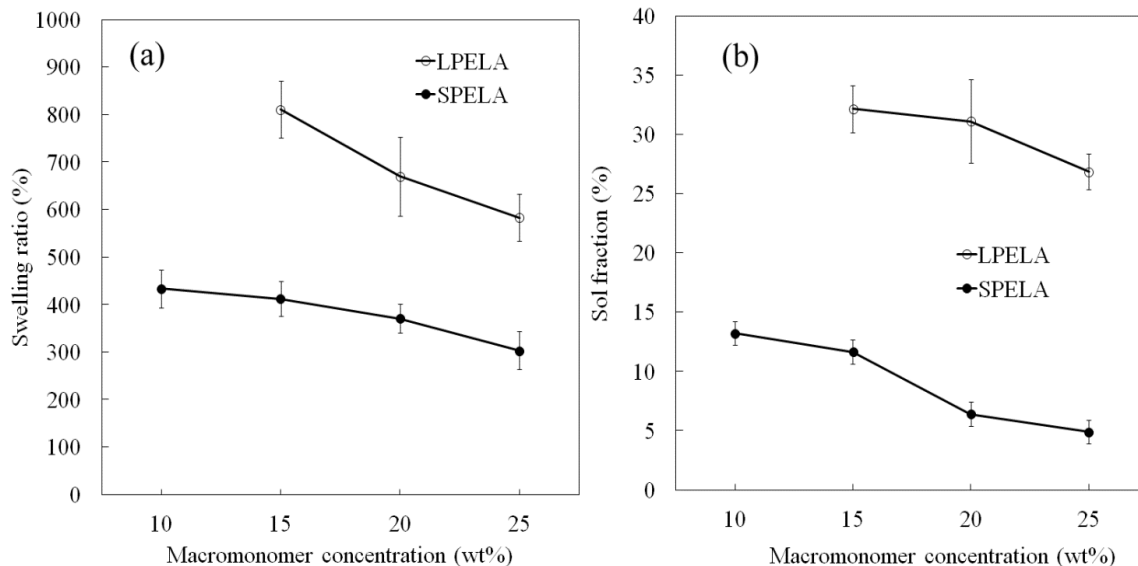 (a)
LPELA
SPELA
1000
900
800
700
600
500
400
300
200
100
0
Swelling ratio (%)
10 15 20 25
Macromonomer concentration (wt%)
(b)
LPELA
SPELA
40
35
30
25
20
15
10
5
0
Sol fraction (%)
10 15 20 25
Macromonomer concentration (wt%)